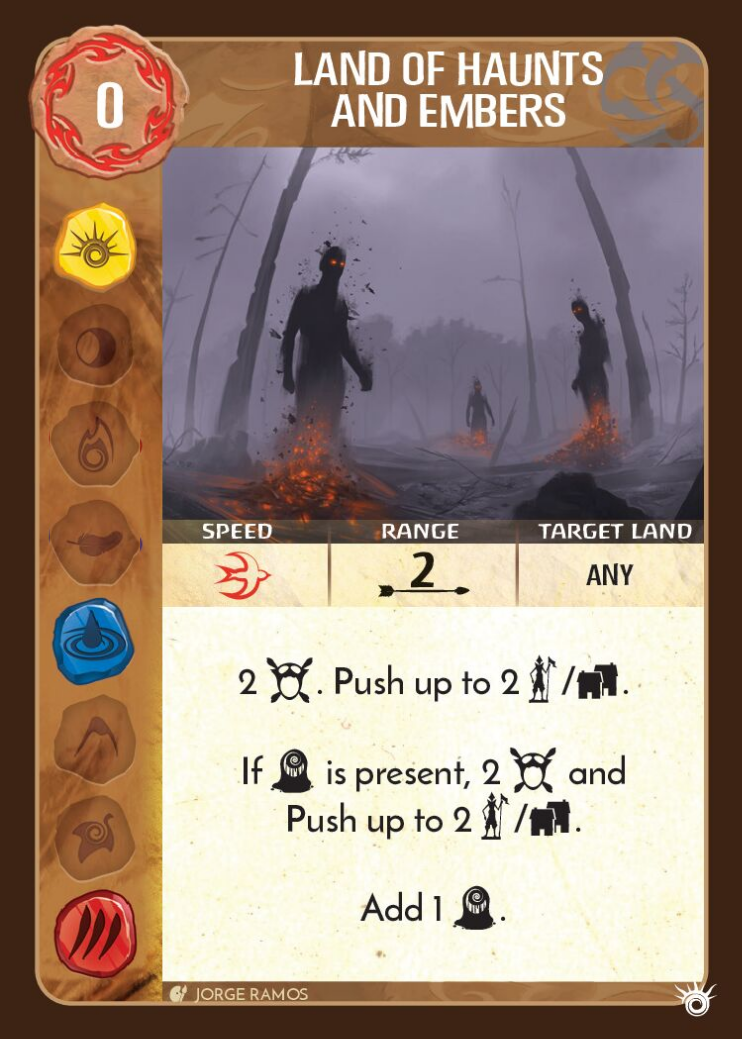 0
LAND OF HAUNTS
AND EMBERS
SPEED RANGE TARGET LAND
2 ANY
2 . Push up to 2 / .
If is present, 2 and
Push up to 2 / .
Add 1 .
JORGE RAMOS